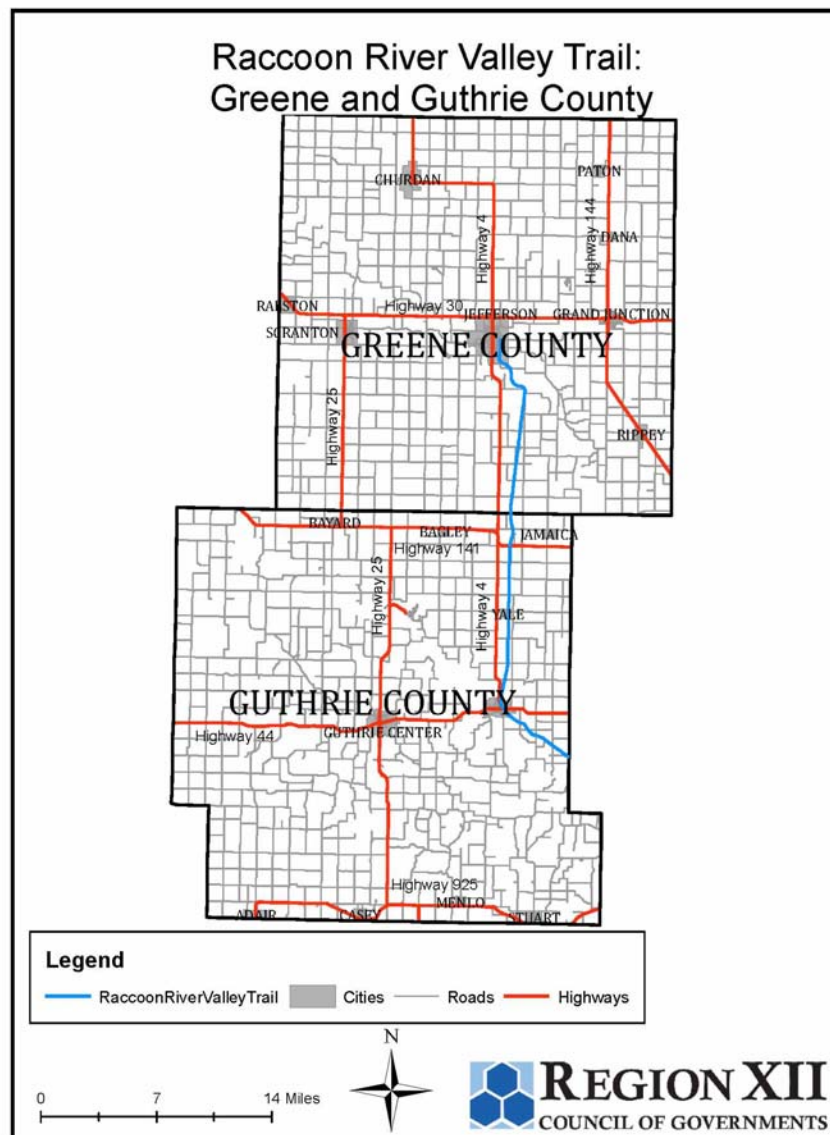 Raccoon River Valley Trail:
Greene and Guthrie County
CHURDAN
PATON
Highway 4
Highway 144
DANA
RALSTON
Highway 30
JEFFERSON
GRAND JUNCTION
SCRANTON
GREENE COUNTY
Highway 25
RIPPEY
BAYARD
BAGLEY
JAMAICA
Highway 141
Highway 25
Highway 4
YALE
GUTHRIE COUNTY
GUTHRIE CENTER
Highway 44
Highway 925
MENLO
ADAIR
CASEY
STUART
Legend
RaccoonRiverValleyTrail
Cities
Roads
Highways
N
0 7 14 Miles
REGION XII
COUNCIL OF GOVERNMENTS